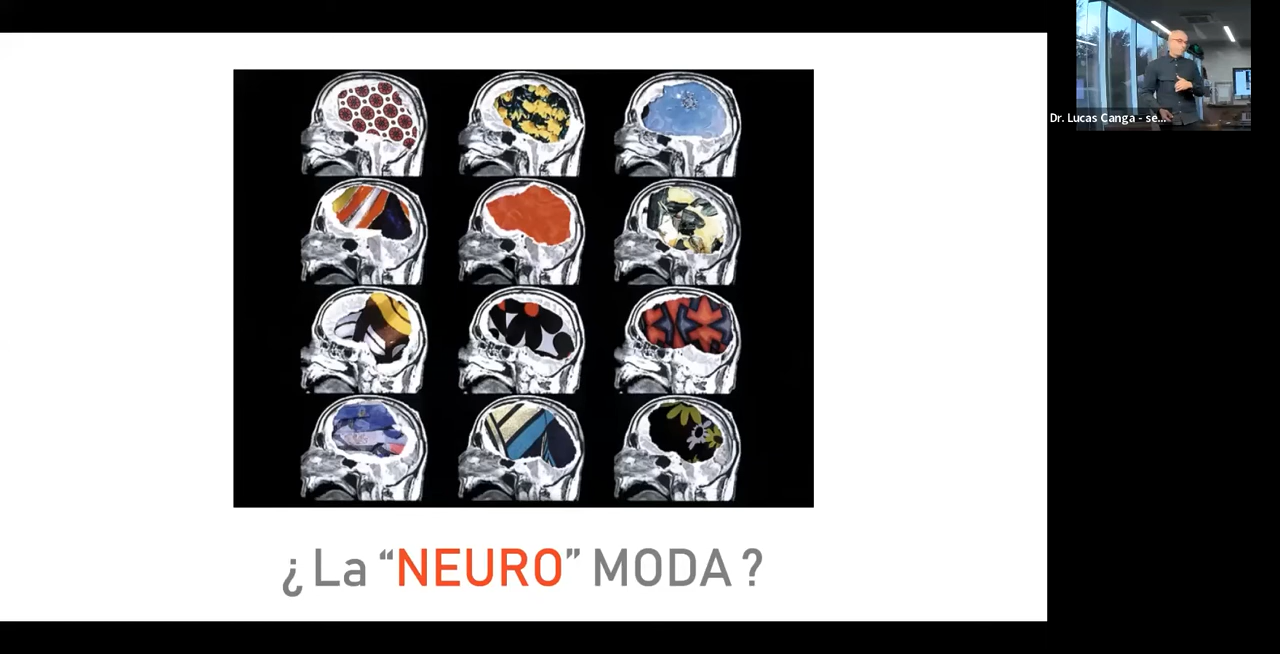 Dr. Lucas Canga - se...
¿La “NEURO” MODA?